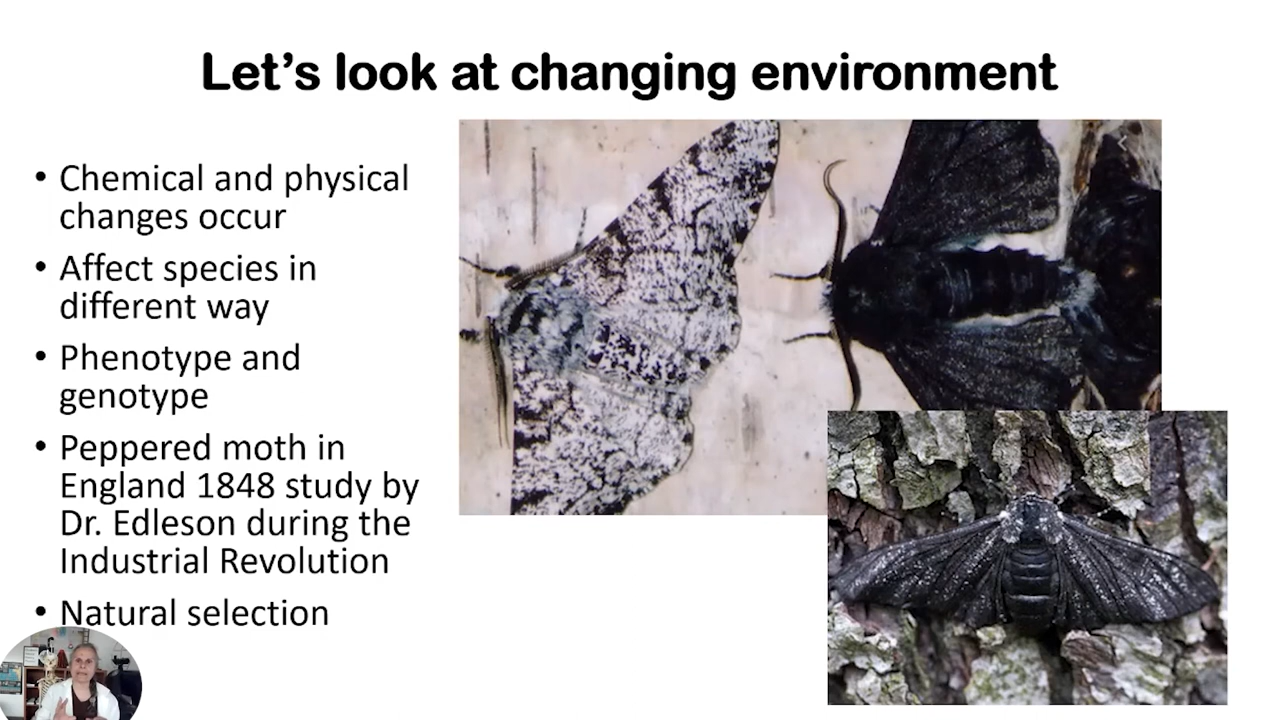 Let's look at changing environment
• Chemical and physical
changes occur
• Affect species in
different way
• Phenotype and
genotype
• Peppered moth in
England 1848 study by
Dr. Edleson during the
Industrial Revolution
• Natural selection